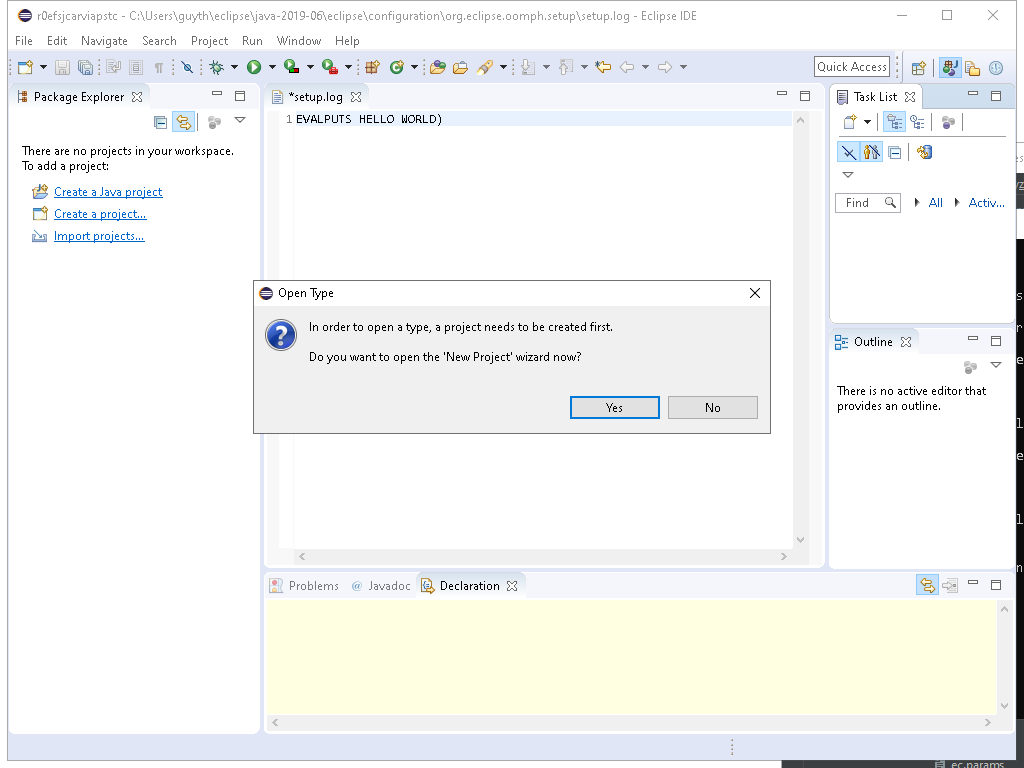 r0efsjcarviapstc - C:\Users\guyth\eclipse\java-2019-06\eclipse\configuration\org.eclipse.oomph.setup\setup.log - Eclipse IDE
File Edit Navigate Search Project Run Window Help
Quick Access
Package Explorer
There are no projects in your workspace.
To add a project:
Create a Java project
Create a project...
Import projects...
*setup.log
1 EVALPUTS HELLO WORLD)
Task List
Find All Activ...
Open Type
In order to open a type, a project needs to be created first.
Do you want to open the 'New Project' wizard now?
Yes No
Outline
There is no active editor that
provides an outline.
Problems @ Javadoc Declaration
ec.params